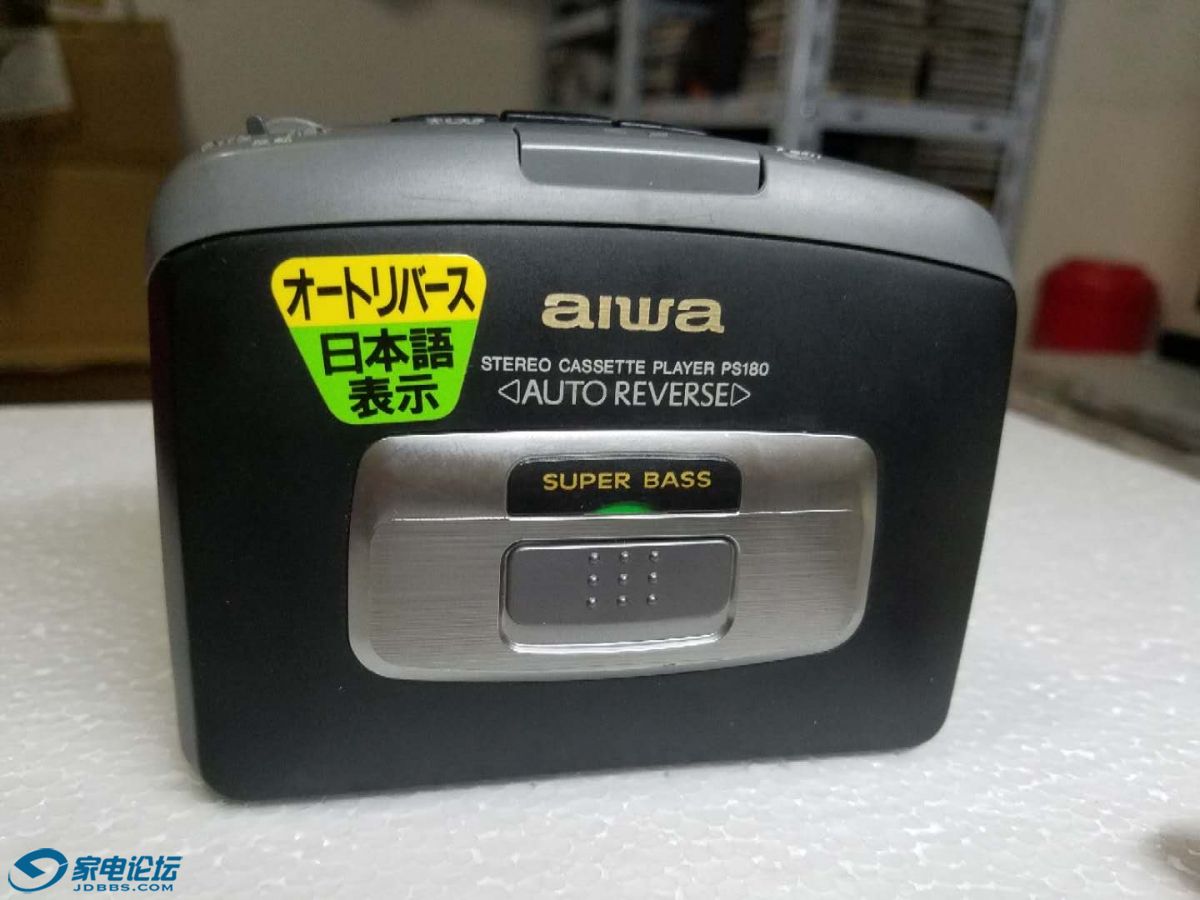 オートリバース
日本語
表示
aiwa
STEREO CASSETTE PLAYER PS180
◁AUTO REVERSE▷
SUPER BASS
家电论坛
JDBBS.COM